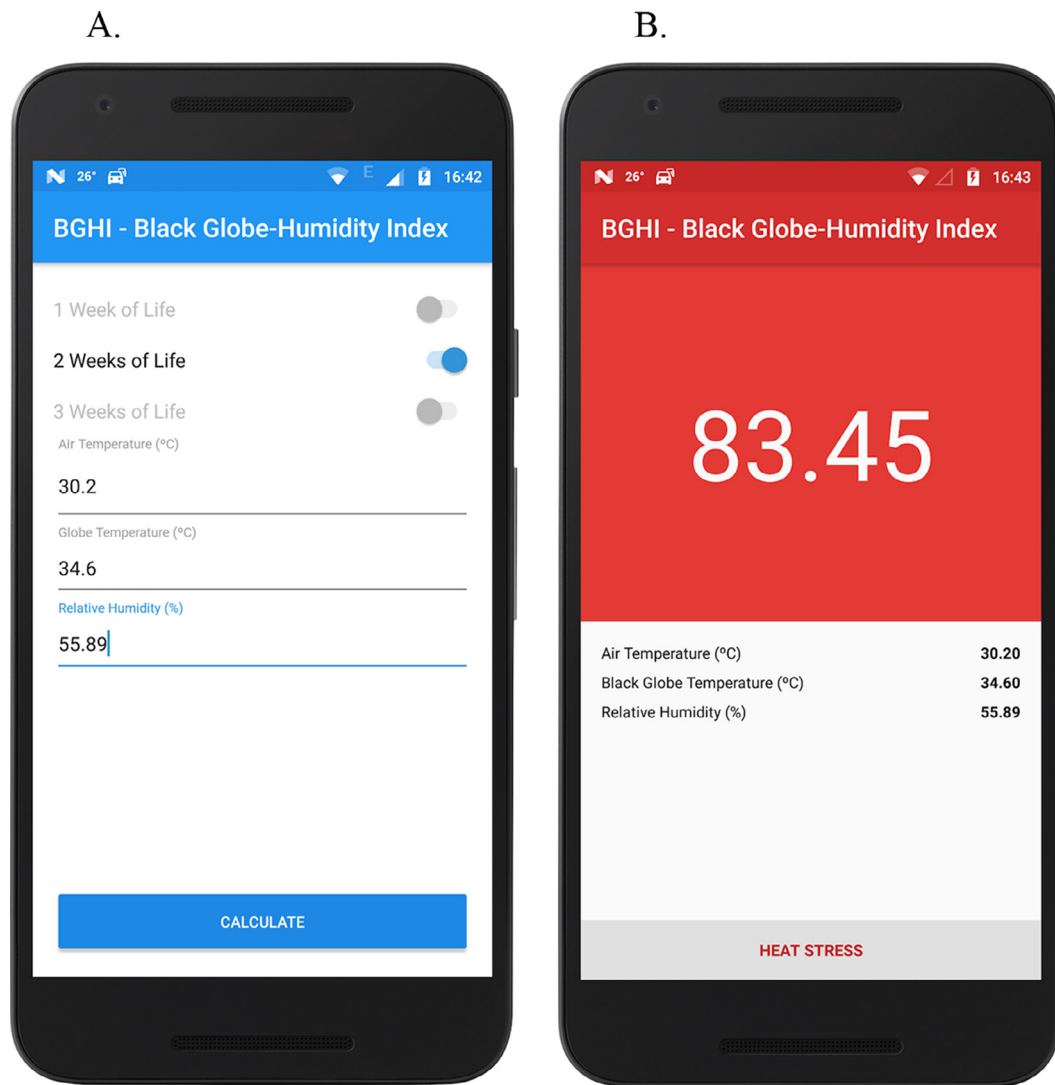 A.
26°
E
16:42
BGHI - Black Globe-Humidity Index
1 Week of Life
2 Weeks of Life
3 Weeks of Life
Air Temperature (ºC)
30.2
Globe Temperature (ºC)
34.6
Relative Humidity (%)
55.89
CALCULATE
B.
26°
16:43
BGHI - Black Globe-Humidity Index
83.45
Air Temperature (ºC) 30.20
Black Globe Temperature (ºC) 34.60
Relative Humidity (%) 55.89
HEAT STRESS